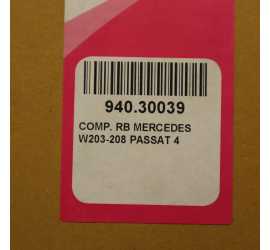 940.30039
COMP. RB MERCEDES
W203-208 PASSAT 4